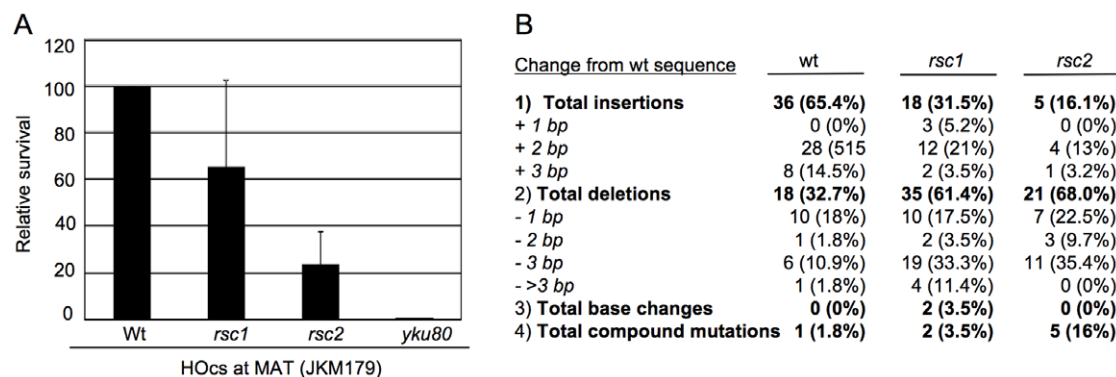 A
120
100
80
60
40
20
0
Relative survival
Wt rsc1 rsc2 yku80
HOcs at MAT (JKM179)
B
Change from wt sequence wt rsc1 rsc2
1) Total insertions 36 (65.4%) 18 (31.5%) 5 (16.1%)
+ 1 bp 0 (0%) 3 (5.2%) 0 (0%)
+ 2 bp 28 (515 12 (21%) 4 (13%)
+ 3 bp 8 (14.5%) 2 (3.5%) 1 (3.2%)
2) Total deletions 18 (32.7%) 35 (61.4%) 21 (68.0%)
- 1 bp 10 (18%) 10 (17.5%) 7 (22.5%)
- 2 bp 1 (1.8%) 2 (3.5%) 3 (9.7%)
- 3 bp 6 (10.9%) 19 (33.3%) 11 (35.4%)
- >3 bp 1 (1.8%) 4 (11.4%) 0 (0%)
3) Total base changes 0 (0%) 2 (3.5%) 0 (0%)
4) Total compound mutations 1 (1.8%) 2 (3.5%) 5 (16%)